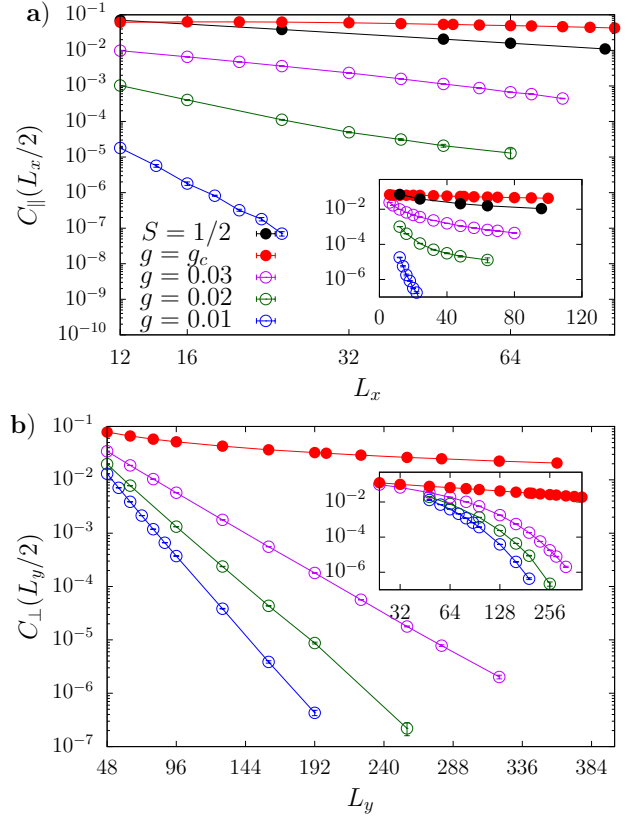 a)
10^-1
10^-2
10^-3
10^-4
10^-5
10^-6
10^-7
10^-8
10^-9
10^-10
C_∥(L_x/2)
S = 1/2
g = g_c
g = 0.03
g = 0.02
g = 0.01
10^-2
10^-4
10^-6
0 40 80 120
12 16 32 64
L_x
b)
10^-1
10^-2
10^-3
10^-4
10^-5
10^-6
10^-7
C_⊥(L_y/2)
10^-2
10^-4
10^-6
32 64 128 256
48 96 144 192 240 288 336 384
L_y